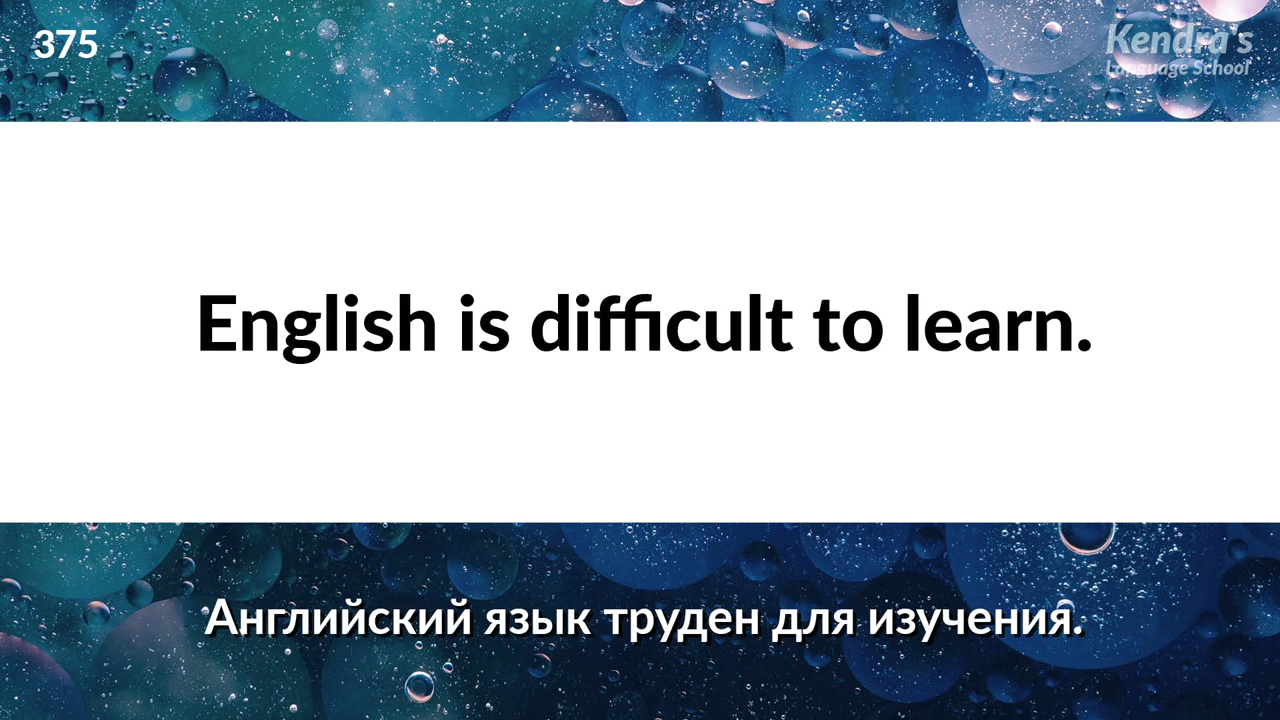 375
Kendra's
Language School
English is difficult to learn.
Английский язык труден для изучения.